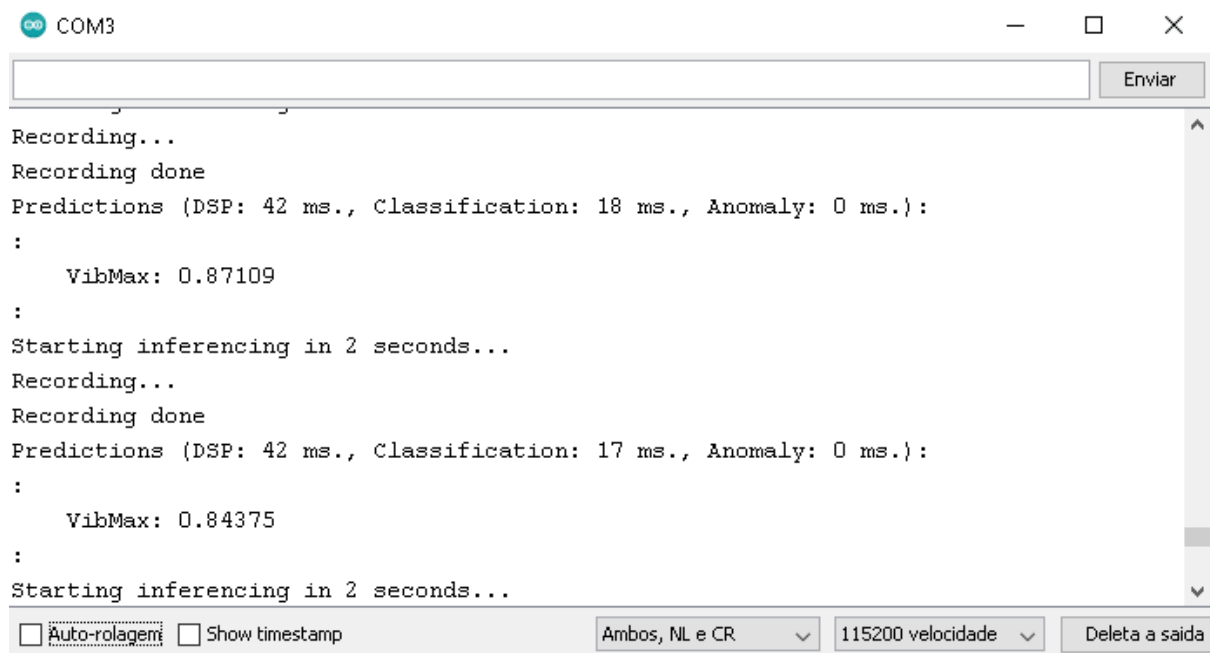 COM3
Enviar
Recording...
Recording done
Predictions (DSP: 42 ms., Classification: 18 ms., Anomaly: 0 ms.):
:
    VibMax: 0.87109
:
Starting inferencing in 2 seconds...
Recording...
Recording done
Predictions (DSP: 42 ms., Classification: 17 ms., Anomaly: 0 ms.):
:
    VibMax: 0.84375
:
Starting inferencing in 2 seconds...
Auto-rolagem Show timestamp Ambos, NL e CR 115200 velocidade Deleta a saida